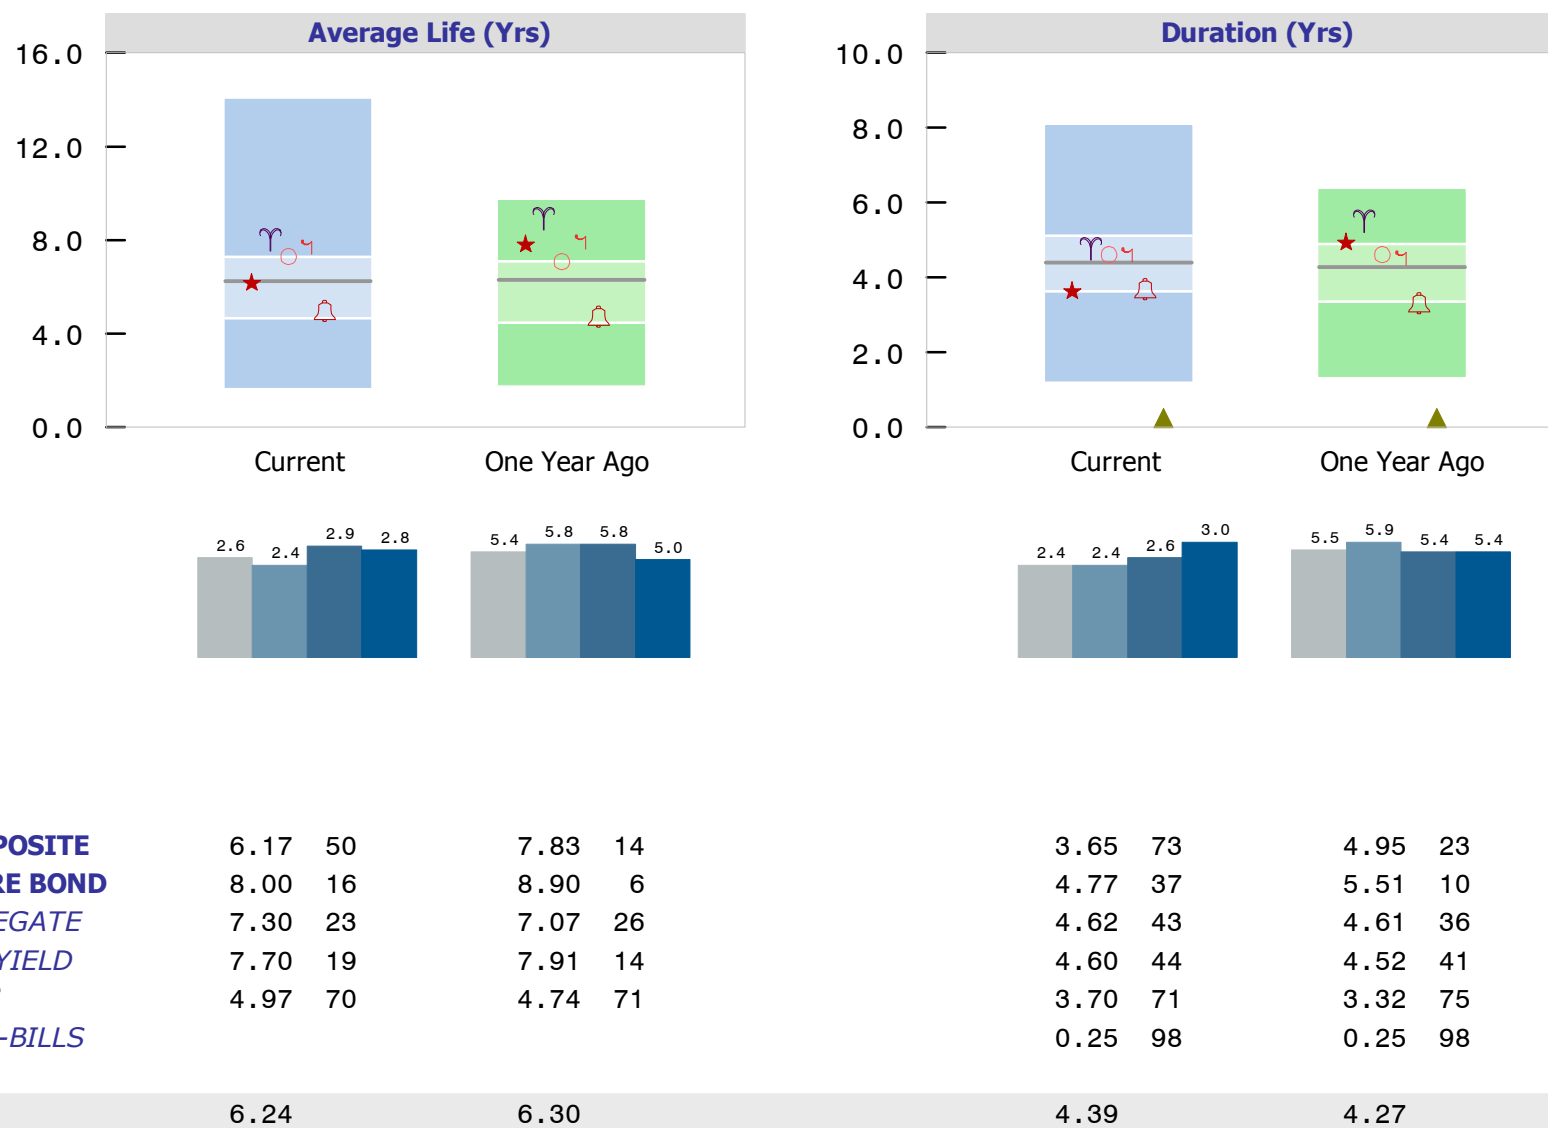 Average Life (Yrs) Duration (Yrs)
16.0 10.0
12.0 8.0
8.0 6.0
4.0 4.0
0.0 2.0
0.0
Current One Year Ago Current One Year Ago
2.6 2.4 2.9 2.8 5.4 5.8 5.8 5.0 2.4 2.4 2.6 3.0 5.5 5.9 5.4 5.4
POSITE 6.17 50 7.83 14 3.65 73 4.95 23
RE BOND 8.00 16 8.90 6 4.77 37 5.51 10
EGATE 7.30 23 7.07 26 4.62 43 4.61 36
YIELD 7.70 19 7.91 14 4.60 44 4.52 41
4.97 70 4.74 71 3.70 71 3.32 75
-BILLS 0.25 98 0.25 98
6.24 6.30 4.39 4.27